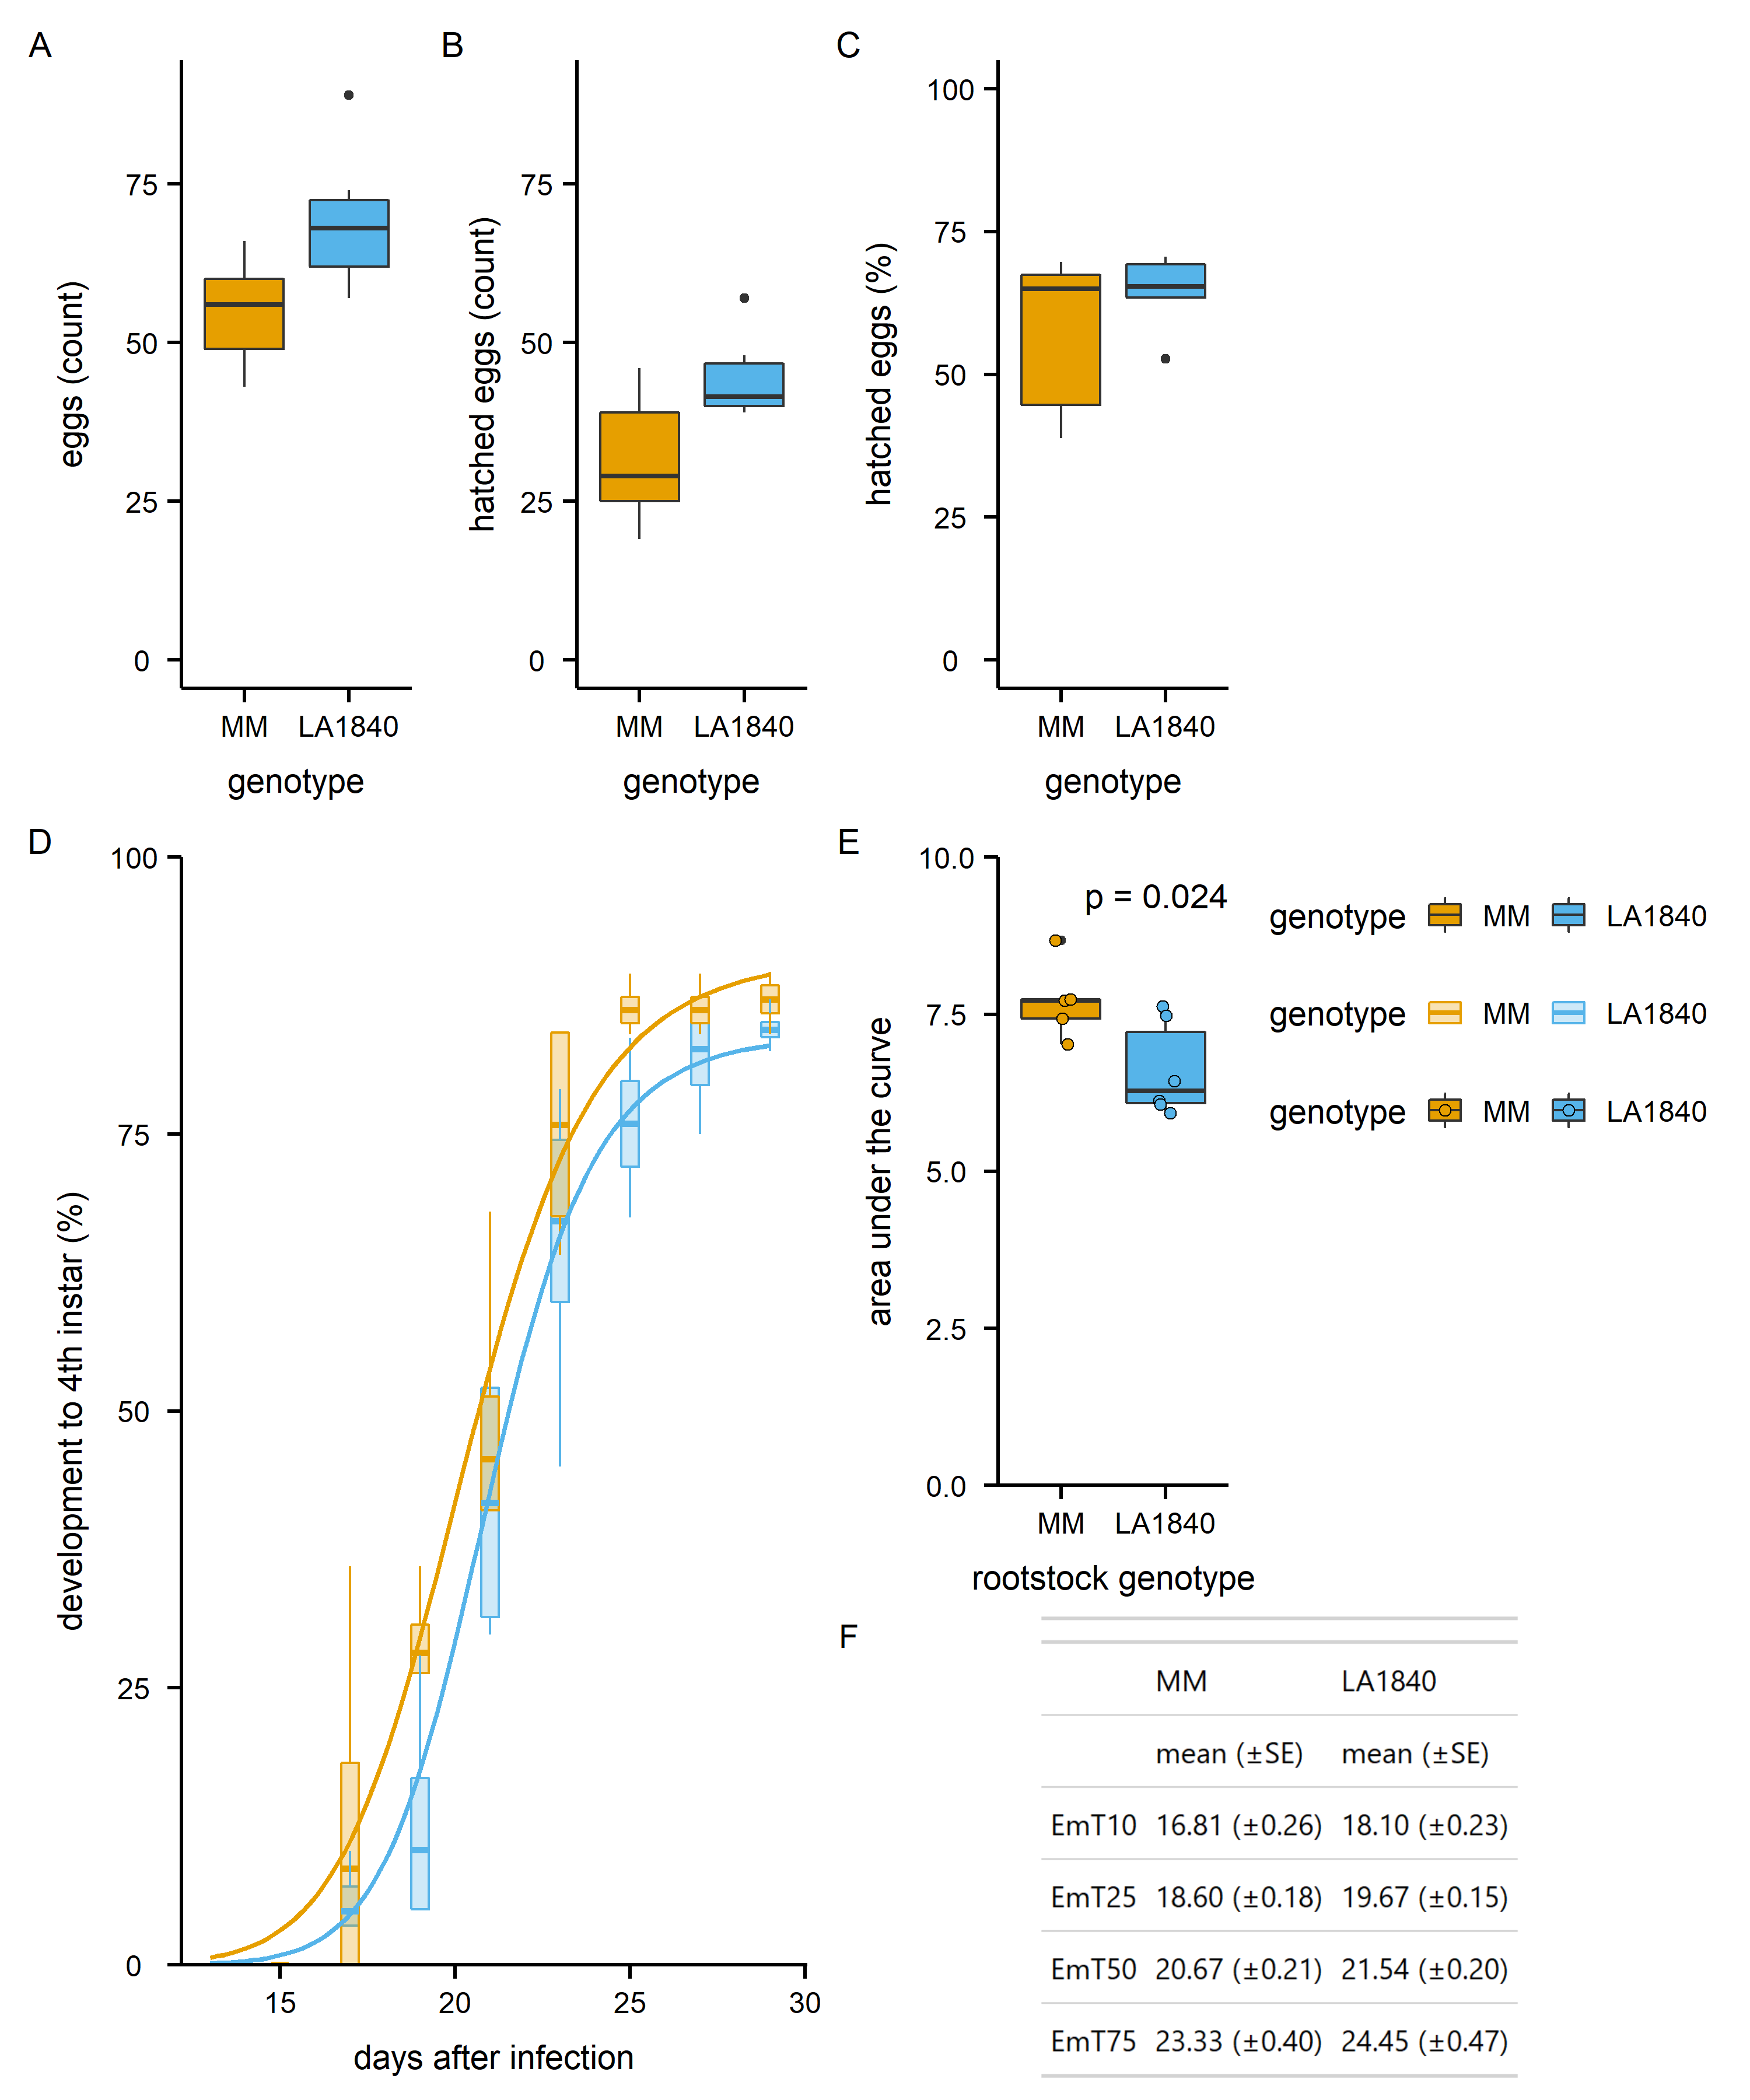 A
eggs (count)
75
50
25
0
MM LA1840
genotype
B
hatched eggs (count)
75
50
25
0
MM LA1840
genotype
C
hatched eggs (%)
100
75
50
25
0
MM LA1840
genotype
D
development to 4th instar (%)
100
75
50
25
0
15 20 25 30
days after infection
E
area under the curve
10.0
7.5
5.0
2.5
0.0
p = 0.024
MM LA1840
rootstock genotype
genotype MM LA1840
genotype MM LA1840
genotype MM LA1840
F
MM LA1840
mean (±SE) mean (±SE)
EmT10 16.81 (±0.26) 18.10 (±0.23)
EmT25 18.60 (±0.18) 19.67 (±0.15)
EmT50 20.67 (±0.21) 21.54 (±0.20)
EmT75 23.33 (±0.40) 24.45 (±0.47)